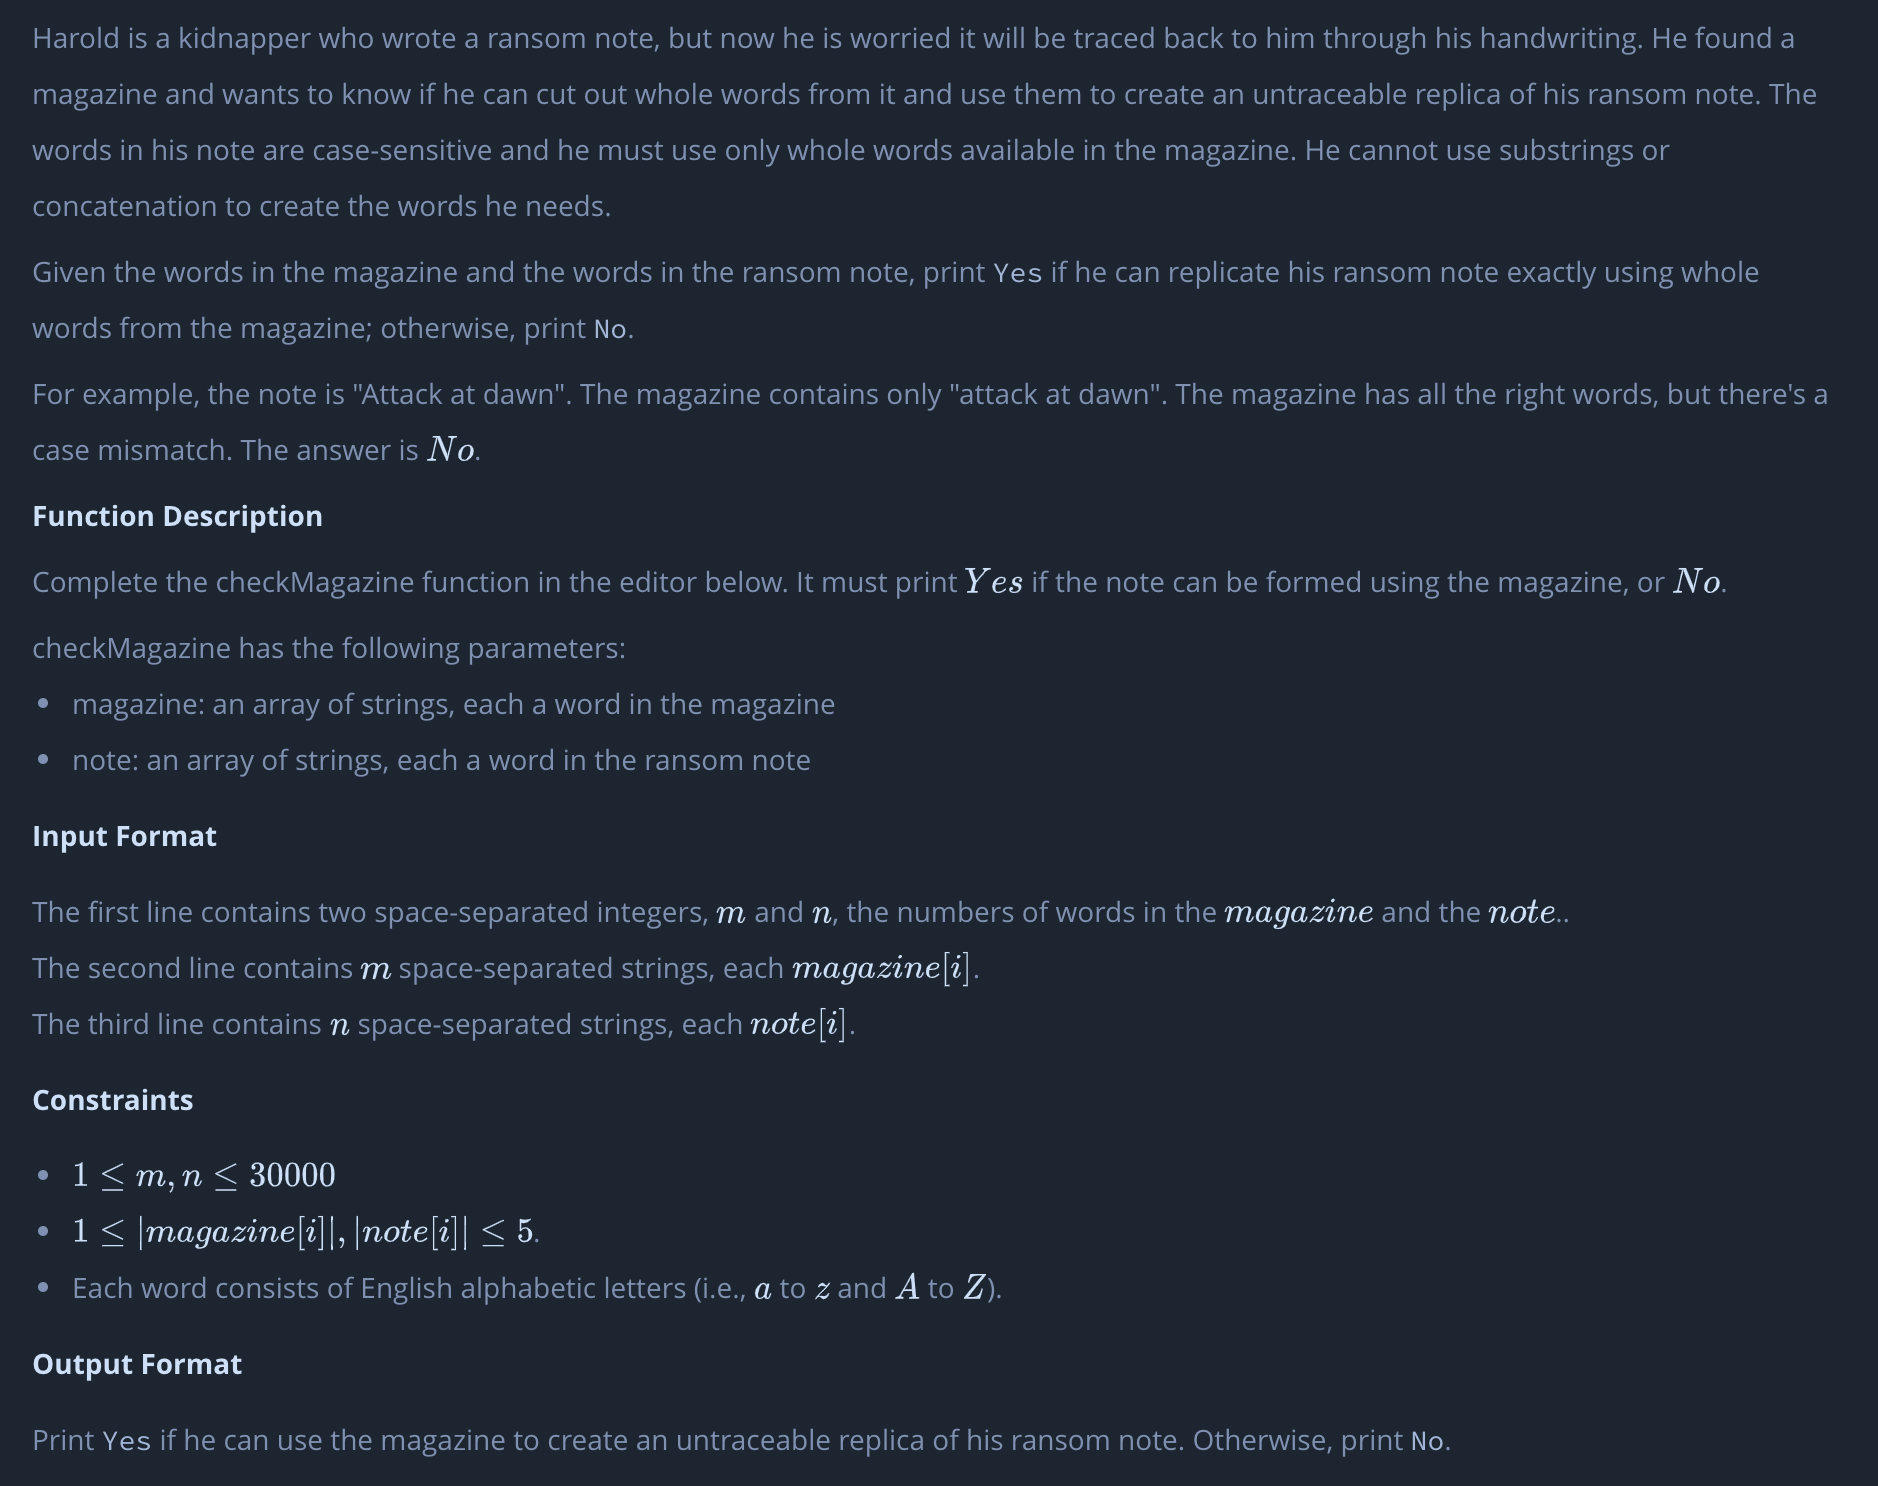 Harold is a kidnapper who wrote a ransom note, but now he is worried it will be traced back to him through his handwriting. He found a
magazine and wants to know if he can cut out whole words from it and use them to create an untraceable replica of his ransom note. The
words in his note are case-sensitive and he must use only whole words available in the magazine. He cannot use substrings or
concatenation to create the words he needs.
Given the words in the magazine and the words in the ransom note, print Yes if he can replicate his ransom note exactly using whole
words from the magazine; otherwise, print No.
For example, the note is "Attack at dawn". The magazine contains only "attack at dawn". The magazine has all the right words, but there's a
case mismatch. The answer is No.
Function Description
Complete the checkMagazine function in the editor below. It must print Yes if the note can be formed using the magazine, or No.
checkMagazine has the following parameters:
• magazine: an array of strings, each a word in the magazine
• note: an array of strings, each a word in the ransom note
Input Format
The first line contains two space-separated integers, m and n, the numbers of words in the magazine and the note..
The second line contains m space-separated strings, each magazine[i].
The third line contains n space-separated strings, each note[i].
Constraints
• 1 ≤ m, n ≤ 30000
• 1 ≤ |magazine[i]|, |note[i]| ≤ 5.
• Each word consists of English alphabetic letters (i.e., a to z and A to Z).
Output Format
Print Yes if he can use the magazine to create an untraceable replica of his ransom note. Otherwise, print No.